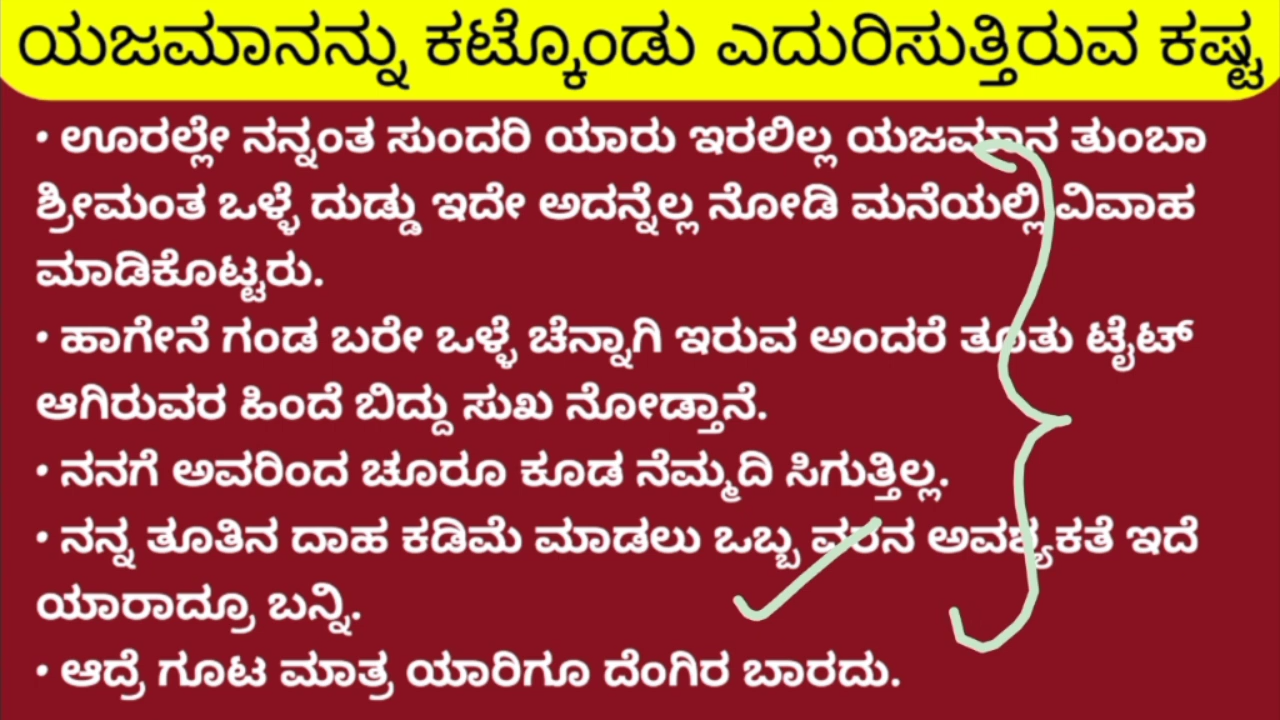 ಯಜಮಾನನ್ನು ಕಟ್ಕೊಂಡು ಎದುರಿಸುತ್ತಿರುವ ಕಷ್ಟ
• ಊರಲ್ಲೇ ನನ್ನಂತ ಸುಂದರಿ ಯಾರು ಇರಲಿಲ್ಲ ಯಜಮಾನ ತುಂಬಾ
ಶ್ರೀಮಂತ ಒಳ್ಳೆ ದುಡ್ಡು ಇದೇ ಅದನ್ನೆಲ್ಲ ನೋಡಿ ಮನೆಯಲ್ಲಿ ವಿವಾಹ
ಮಾಡಿಕೊಟ್ಟರು.
• ಹಾಗೇನೆ ಗಂಡ ಬರೇ ಒಳ್ಳೆ ಚೆನ್ನಾಗಿ ಇರುವ ಅಂದರೆ ತೂತು ಟೈಟ್
ಆಗಿರುವರ ಹಿಂದೆ ಬಿದ್ದು ಸುಖ ನೋಡ್ತಾನೆ.
• ನನಗೆ ಅವರಿಂದ ಚೂರೂ ಕೂಡ ನೆಮ್ಮದಿ ಸಿಗುತ್ತಿಲ್ಲ.
• ನನ್ನ ತೂತಿನ ದಾಹ ಕಡಿಮೆ ಮಾಡಲು ಒಬ್ಬ ವರನ ಅವಶ್ಯಕತೆ ಇದೆ
ಯಾರಾದ್ರೂ ಬನ್ನಿ.
• ಆದ್ರೆ ಗೂಟ ಮಾತ್ರ ಯಾರಿಗೂ ದೆಂಗಿರ ಬಾರದು.